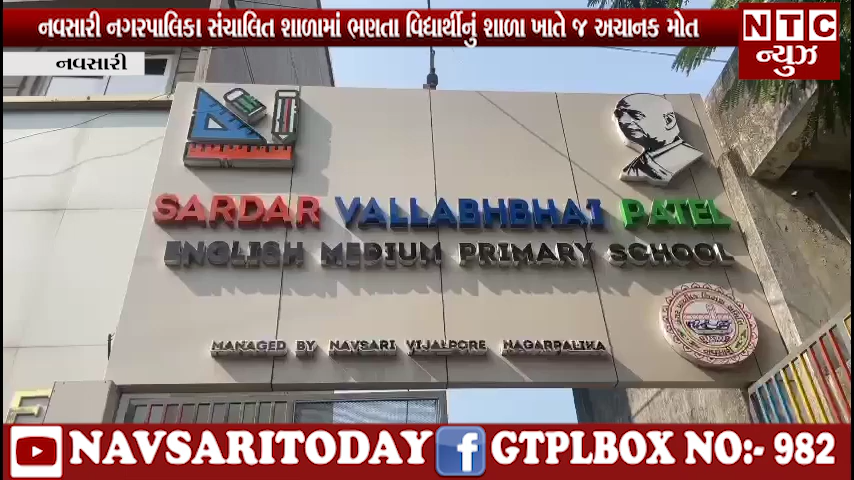 નવસારી નગરપાલિકા સંચાલિત શાળામાં ભણતા વિદ્યાર્થીનું શાળા ખાતે જ અચાનક મોત
NTC
ન્યુઝ
નવસારી
SARDAR VALLABHBHAI PATEL
ENGLISH MEDIUM PRIMARY SCHOOL
MANAGED BY NAVSARI VIJALPORE NAGARPALIKA
NAVSARITODAY
GTPLBOX NO:- 982